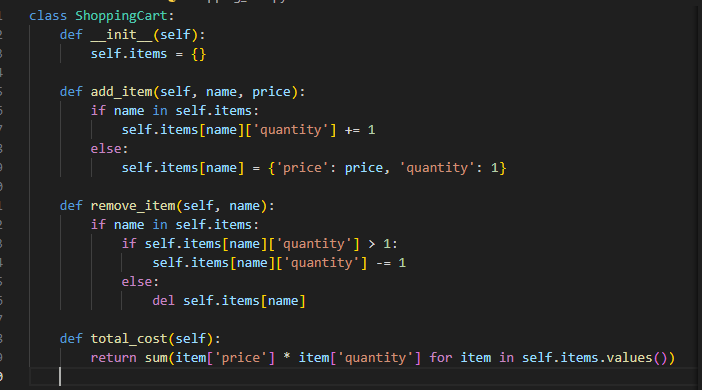 class ShoppingCart:
    def __init__(self):
        self.items = {}

    def add_item(self, name, price):
        if name in self.items:
            self.items[name]['quantity'] += 1
        else:
            self.items[name] = {'price': price, 'quantity': 1}

    def remove_item(self, name):
        if name in self.items:
            if self.items[name]['quantity'] > 1:
                self.items[name]['quantity'] -= 1
            else:
                del self.items[name]

    def total_cost(self):
        return sum(item['price'] * item['quantity'] for item in self.items.values())